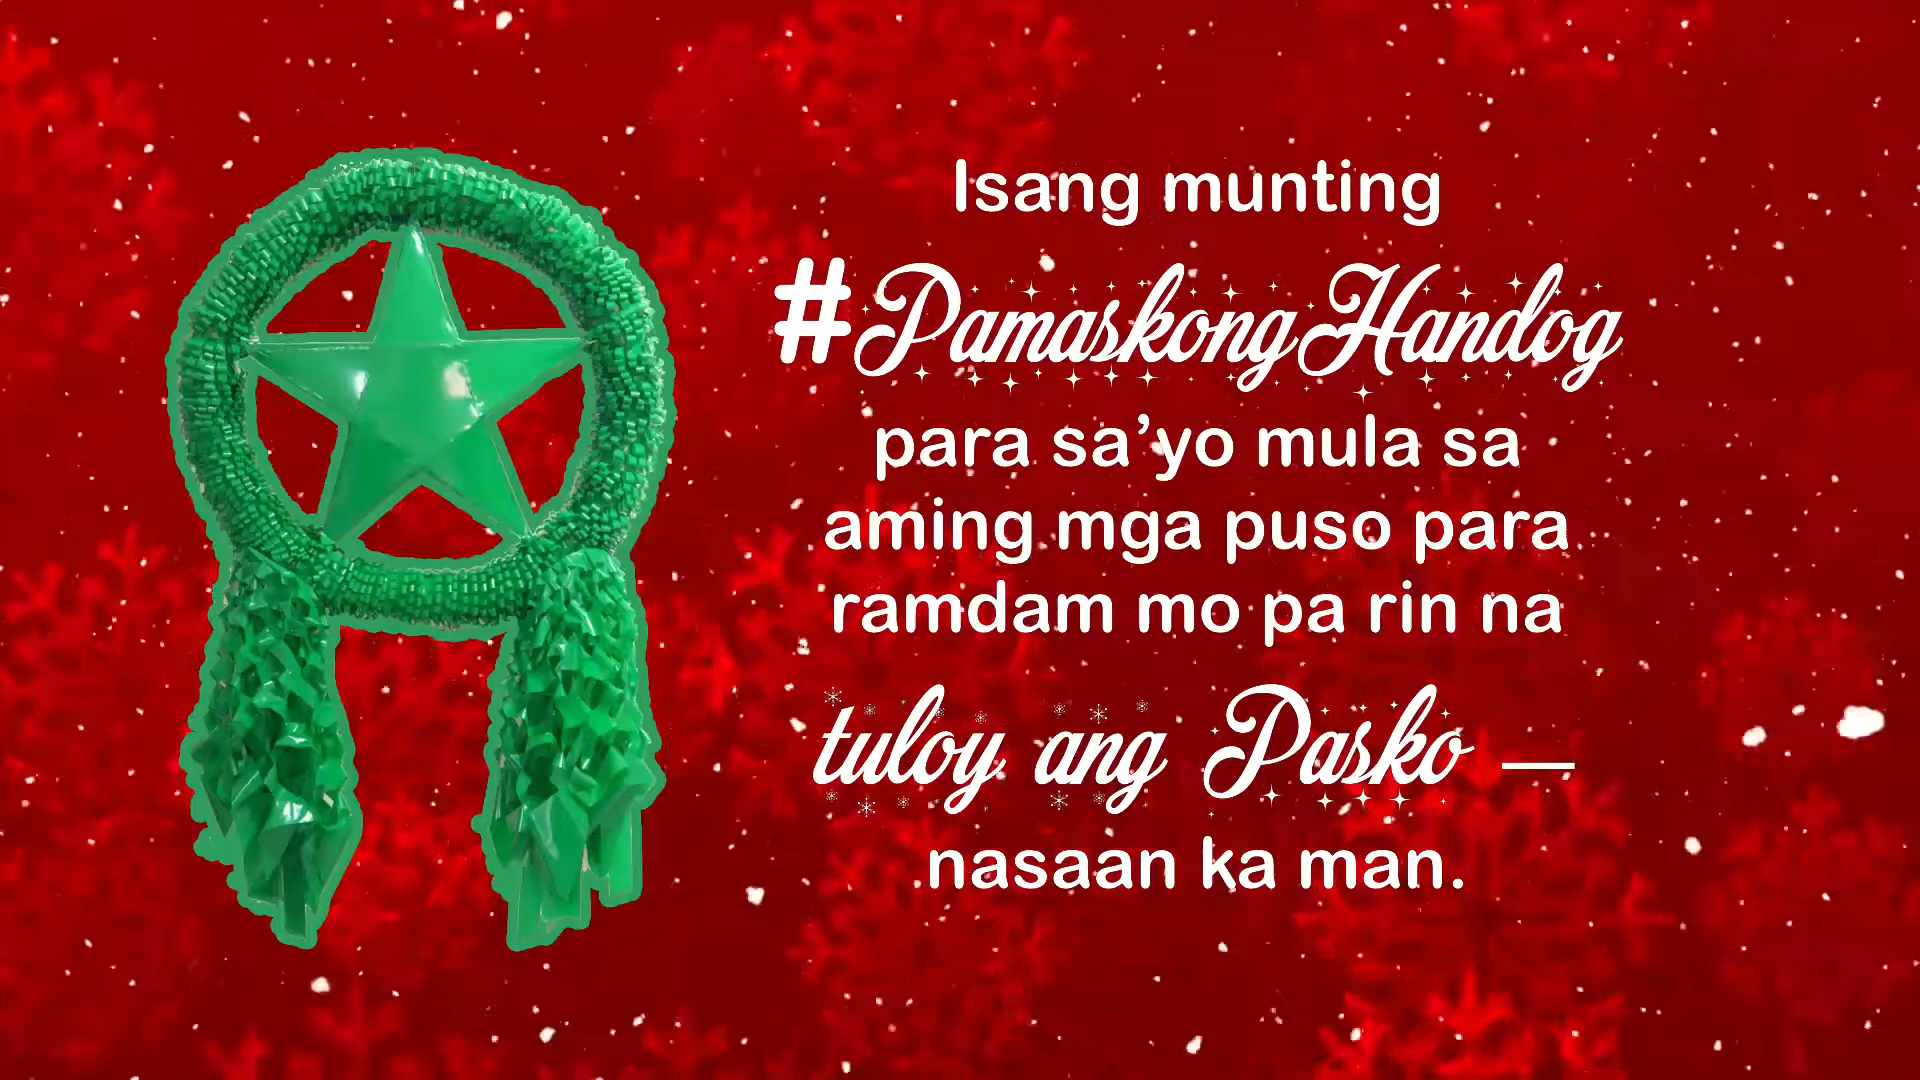 Isang munting
#PamaskongHandog
para sa’yo mula sa
aming mga puso para
ramdam mo pa rin na
tuloy ang Pasko —
nasaan ka man.